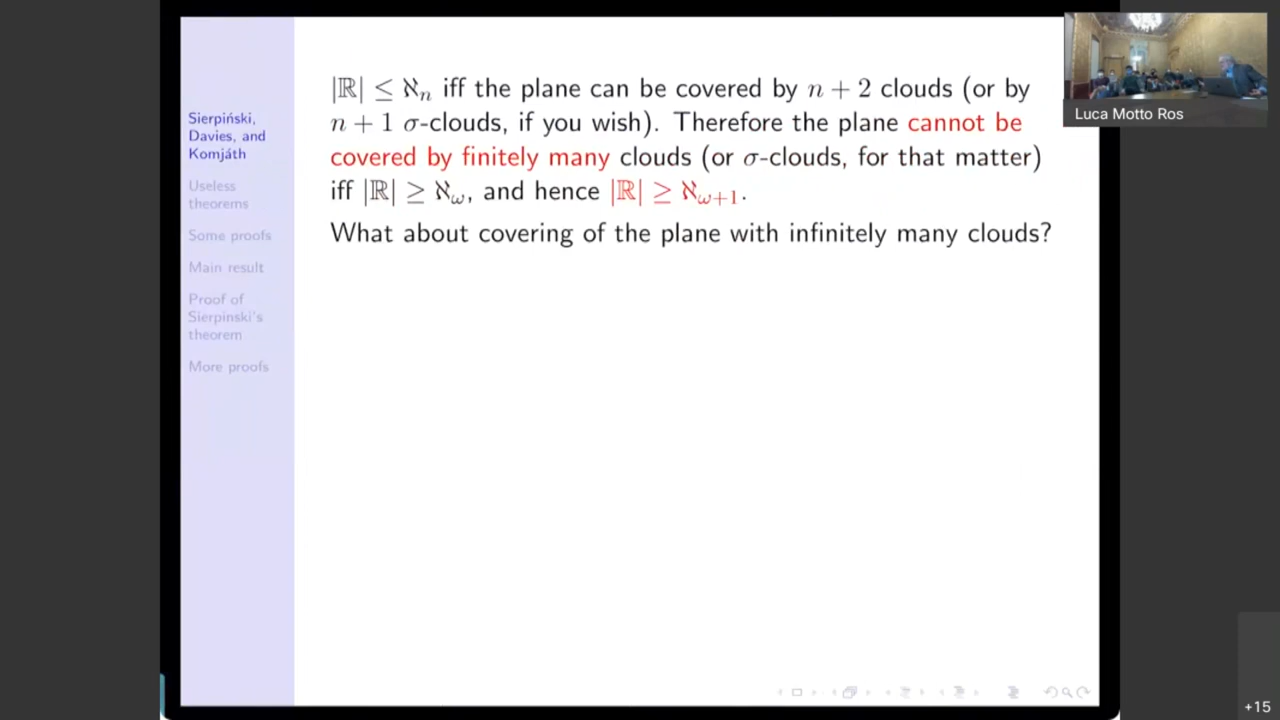 Sierpiński,
Davies, and
Komjáth
Useless
theorems
Some proofs
Main result
Proof of
Sierpinski's
theorem
More proofs
|ℝ| ≤ ℵₙ iff the plane can be covered by n + 2 clouds (or by
n + 1 σ-clouds, if you wish). Therefore the plane cannot be
covered by finitely many clouds (or σ-clouds, for that matter)
iff |ℝ| ≥ ℵ_ω, and hence |ℝ| ≥ ℵ_{ω+1}.
What about covering of the plane with infinitely many clouds?
Luca Motto Ros
+15